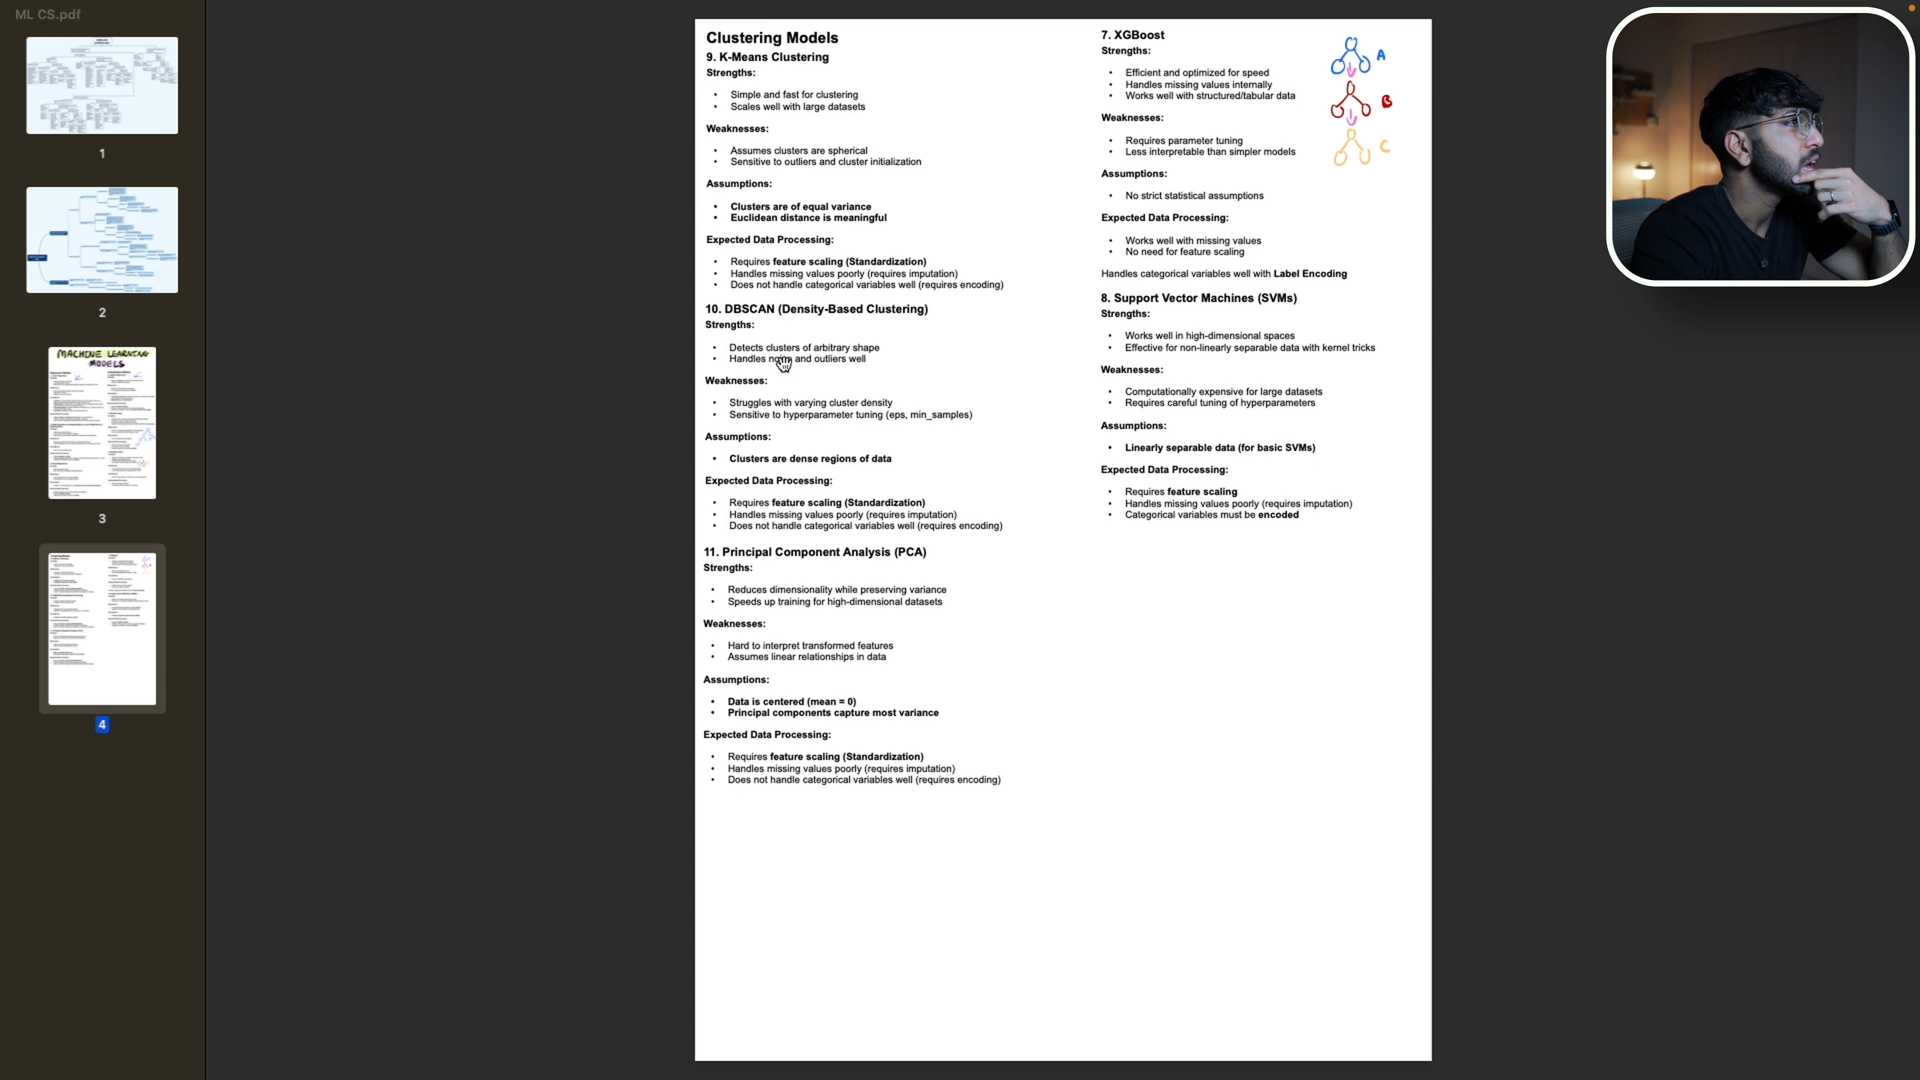 ML CS.pdf
1
2
MACHINE LEARNING
MODELS
3
4
Clustering Models
9. K-Means Clustering
Strengths:
• Simple and fast for clustering
• Scales well with large datasets
Weaknesses:
• Assumes clusters are spherical
• Sensitive to outliers and cluster initialization
Assumptions:
• Clusters are of equal variance
• Euclidean distance is meaningful
Expected Data Processing:
• Requires feature scaling (Standardization)
• Handles missing values poorly (requires imputation)
• Does not handle categorical variables well (requires encoding)
10. DBSCAN (Density-Based Clustering)
Strengths:
• Detects clusters of arbitrary shape
• Handles noise and outliers well
Weaknesses:
• Struggles with varying cluster density
• Sensitive to hyperparameter tuning (eps, min_samples)
Assumptions:
• Clusters are dense regions of data
Expected Data Processing:
• Requires feature scaling (Standardization)
• Handles missing values poorly (requires imputation)
• Does not handle categorical variables well (requires encoding)
11. Principal Component Analysis (PCA)
Strengths:
• Reduces dimensionality while preserving variance
• Speeds up training for high-dimensional datasets
Weaknesses:
• Hard to interpret transformed features
• Assumes linear relationships in data
Assumptions:
• Data is centered (mean = 0)
• Principal components capture most variance
Expected Data Processing:
• Requires feature scaling (Standardization)
• Handles missing values poorly (requires imputation)
• Does not handle categorical variables well (requires encoding)
7. XGBoost
Strengths:
• Efficient and optimized for speed
• Handles missing values internally
• Works well with structured/tabular data
Weaknesses:
• Requires parameter tuning
• Less interpretable than simpler models
Assumptions:
• No strict statistical assumptions
Expected Data Processing:
• Works well with missing values
• No need for feature scaling
Handles categorical variables well with Label Encoding
A
B
C
8. Support Vector Machines (SVMs)
Strengths:
• Works well in high-dimensional spaces
• Effective for non-linearly separable data with kernel tricks
Weaknesses:
• Computationally expensive for large datasets
• Requires careful tuning of hyperparameters
Assumptions:
• Linearly separable data (for basic SVMs)
Expected Data Processing:
• Requires feature scaling
• Handles missing values poorly (requires imputation)
• Categorical variables must be encoded